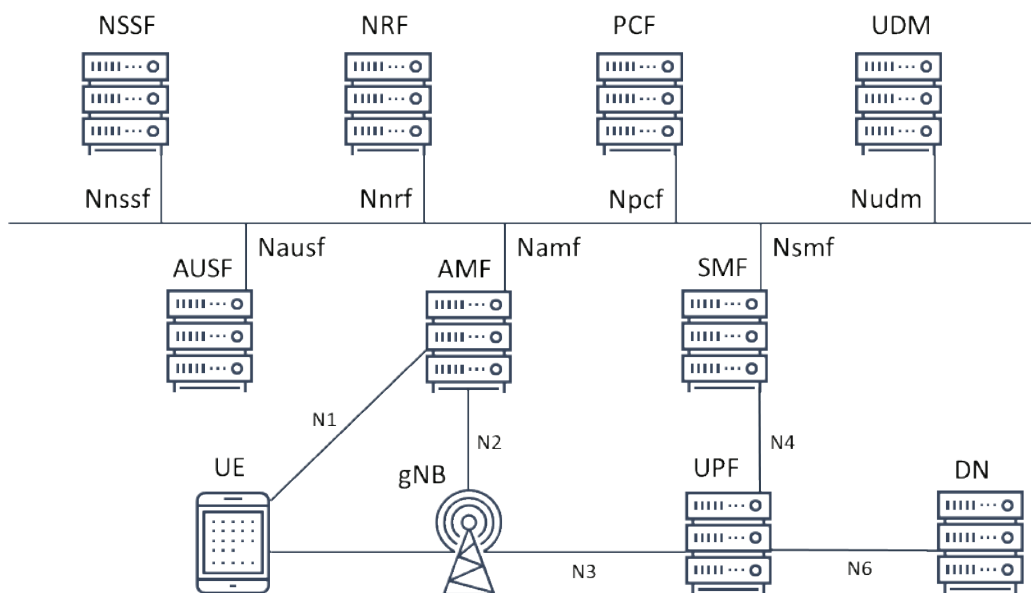 NSSF NRF PCF UDM
Nnssf Nnrf Npcf Nudm
Nausf Namf Nsmf
AUSF AMF SMF
N1 N2 N4
UE gNB UPF DN
N3 N6